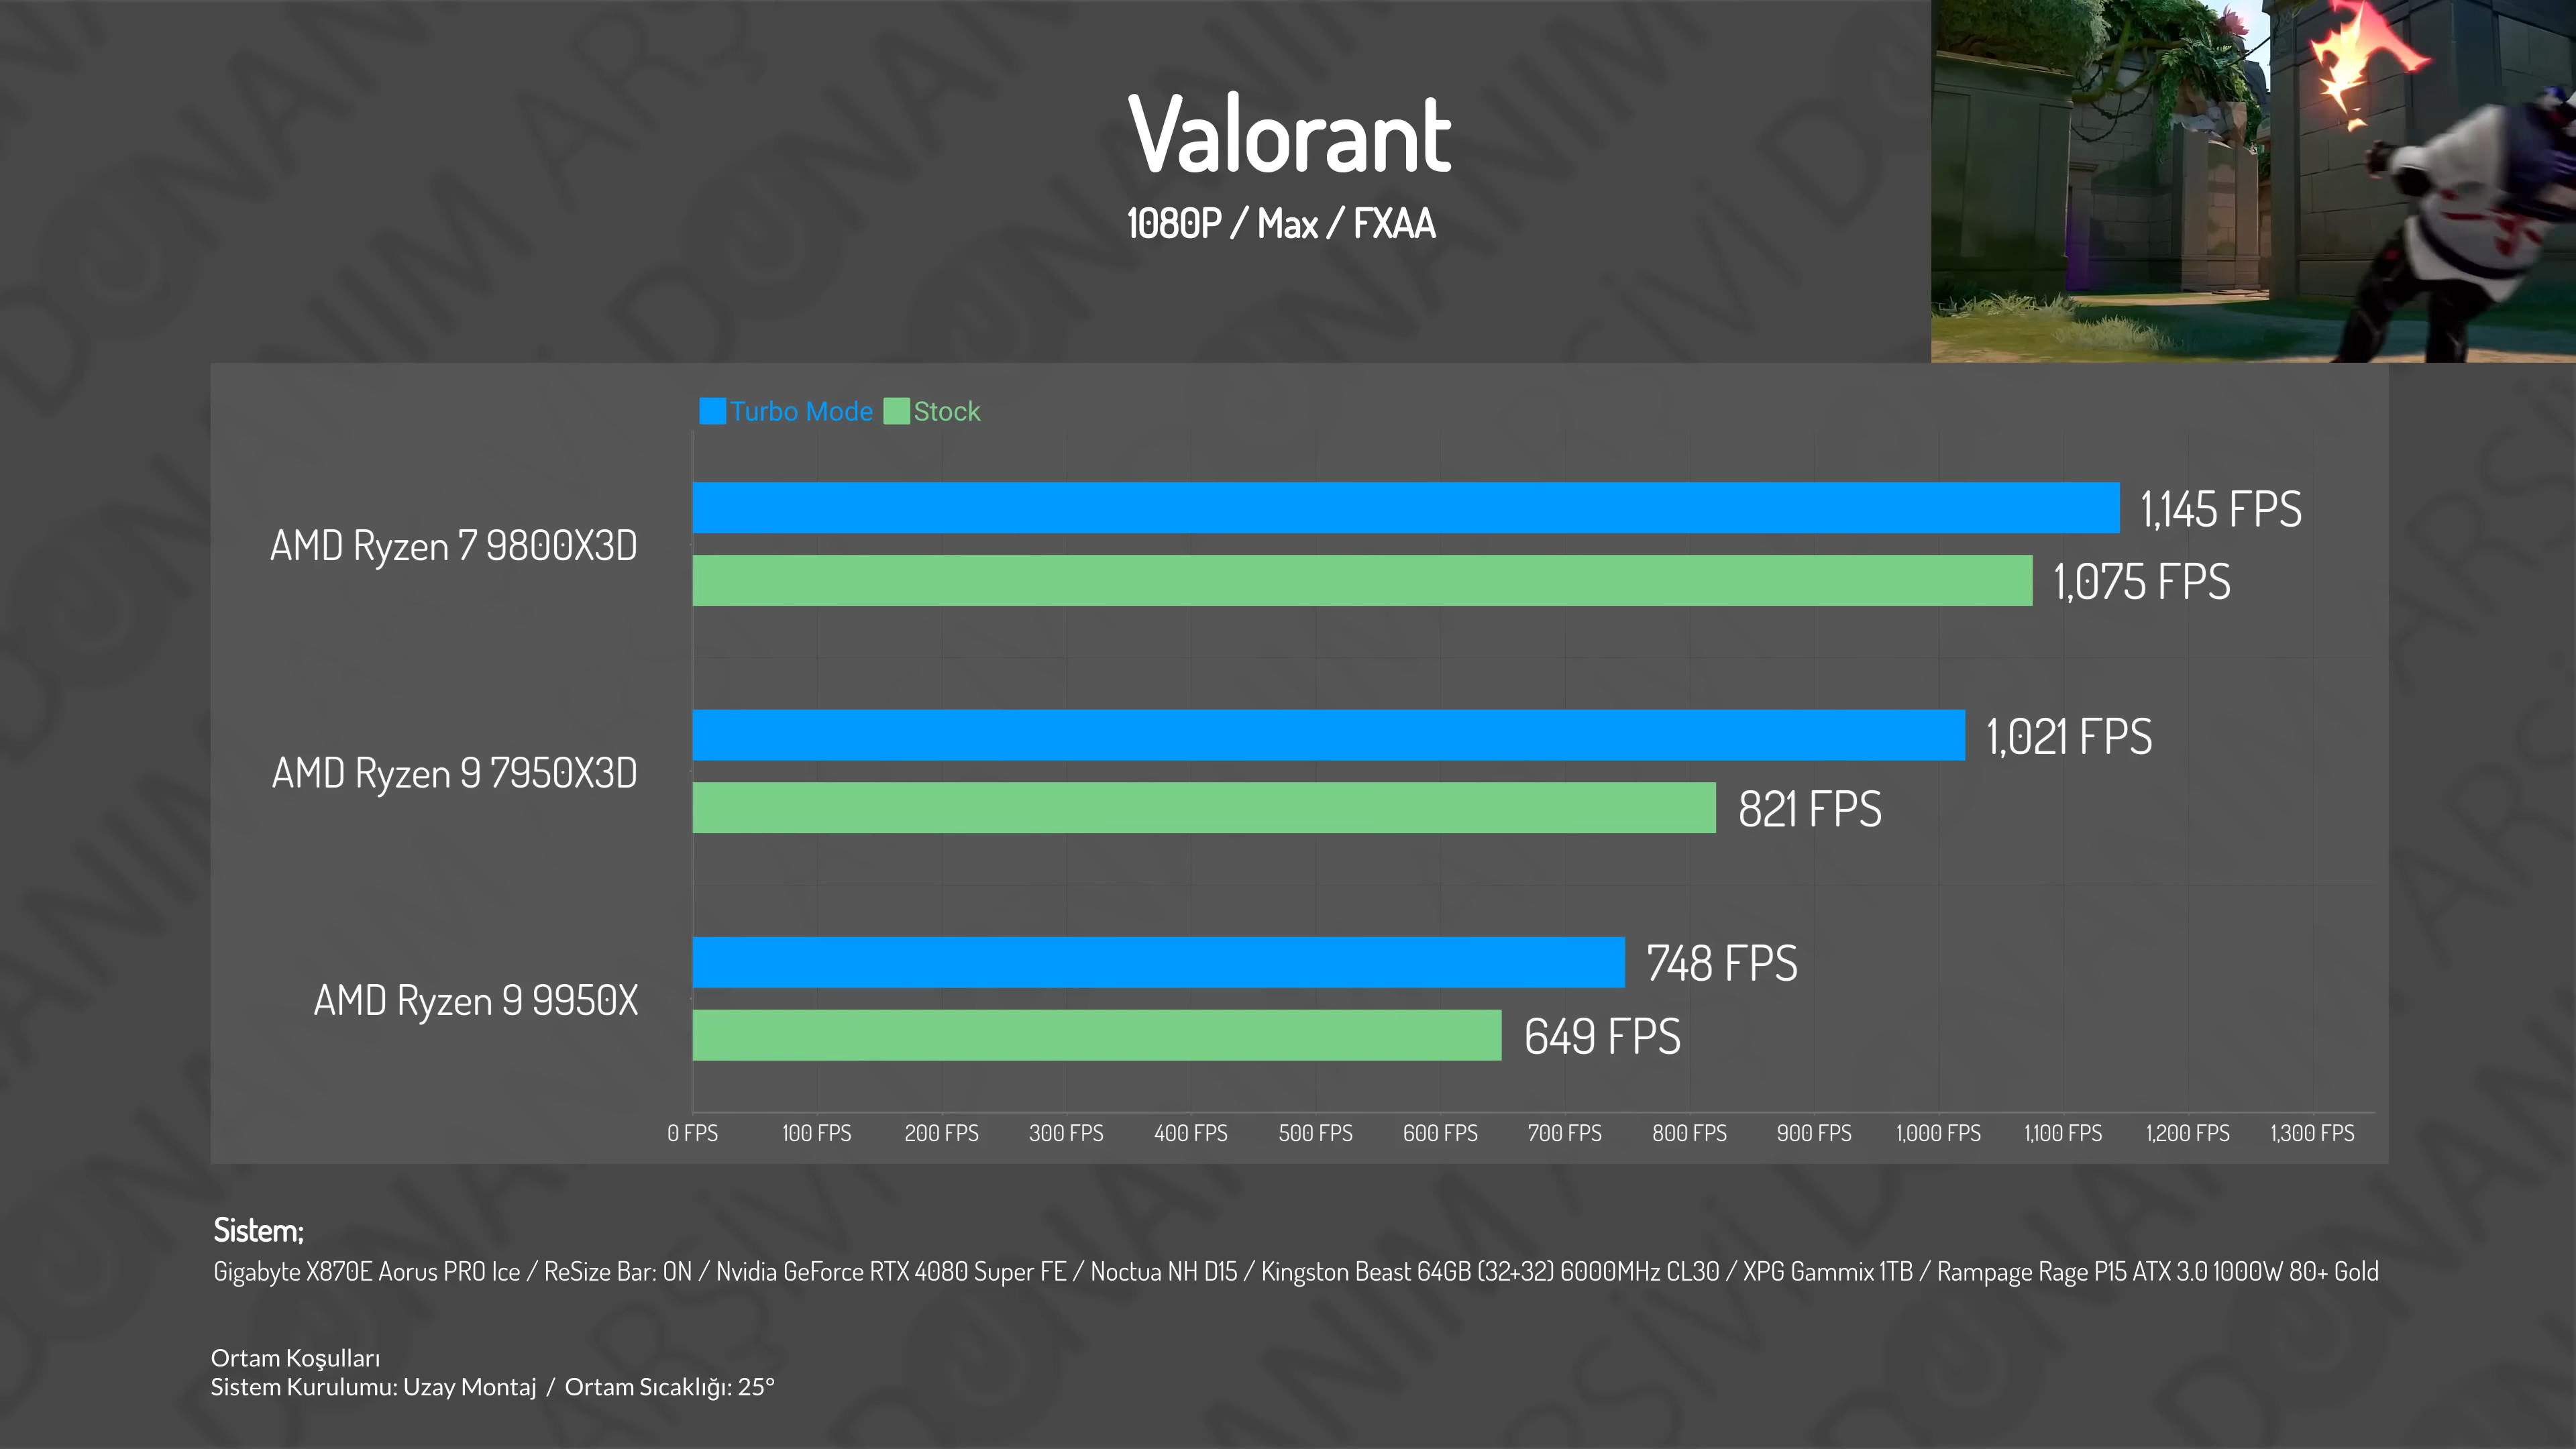 Valorant
1080P / Max / FXAA
Turbo Mode Stock
AMD Ryzen 7 9800X3D
1,145 FPS
1,075 FPS
AMD Ryzen 9 7950X3D
1,021 FPS
821 FPS
AMD Ryzen 9 9950X
748 FPS
649 FPS
0 FPS 100 FPS 200 FPS 300 FPS 400 FPS 500 FPS 600 FPS 700 FPS 800 FPS 900 FPS 1,000 FPS 1,100 FPS 1,200 FPS 1,300 FPS
Sistem;
Gigabyte X870E Aorus PRO Ice / ReSize Bar: ON / Nvidia GeForce RTX 4080 Super FE / Noctua NH D15 / Kingston Beast 64GB (32+32) 6000MHz CL30 / XPG Gammix 1TB / Rampage Rage P15 ATX 3.0 1000W 80+ Gold
Ortam Koşulları
Sistem Kurulumu: Uzay Montaj / Ortam Sıcaklığı: 25°